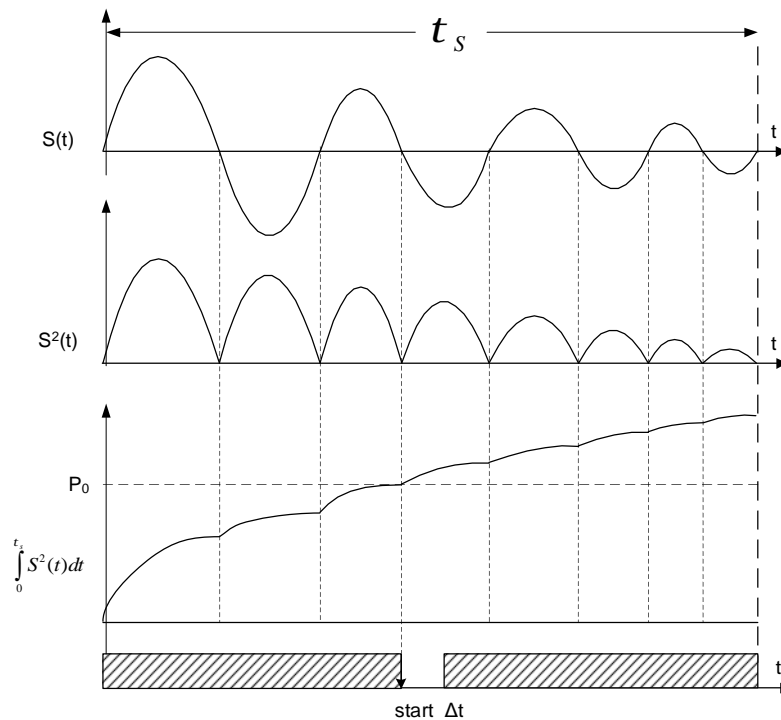 t_S
S(t)
t
S²(t)
t
P₀
∫₀^{t_s} S²(t)dt
t
start Δt